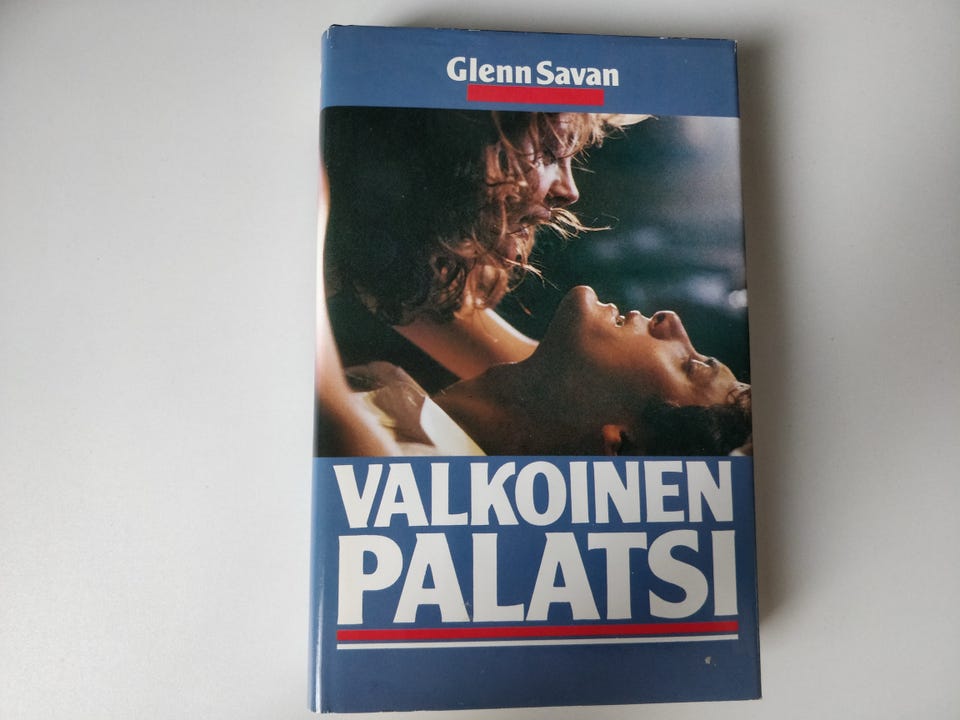 Glenn Savan
VALKOINEN
PALATSI